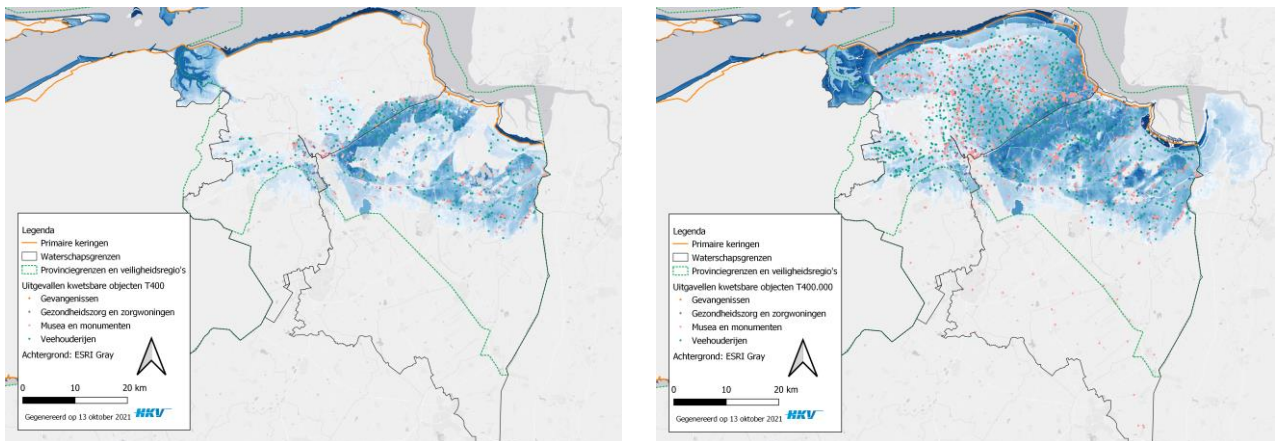 Legenda
Primaire keringen
Waterschapsgrenzen
Provinciegrenzen en veiligheidsregio's
Uitgevallen kwetsbare objecten T400
Gevangenissen
Gezondheidszorg en zorgwoningen
Musea en monumenten
Veehouderijen
Achtergrond: ESRI Gray
0 10 20 km
Gegenereerd op 13 oktober 2021 HKV
Legenda
Primaire keringen
Waterschapsgrenzen
Provinciegrenzen en veiligheidsregio's
Uitgavellen kwetsbare objecten T400.000
Gevangenissen
Gezondheidszorg en zorgwoningen
Musea en monumenten
Veehouderijen
Achtergrond: ESRI Gray
0 10 20 km
Gegenereerd op 13 oktober 2021 HKV